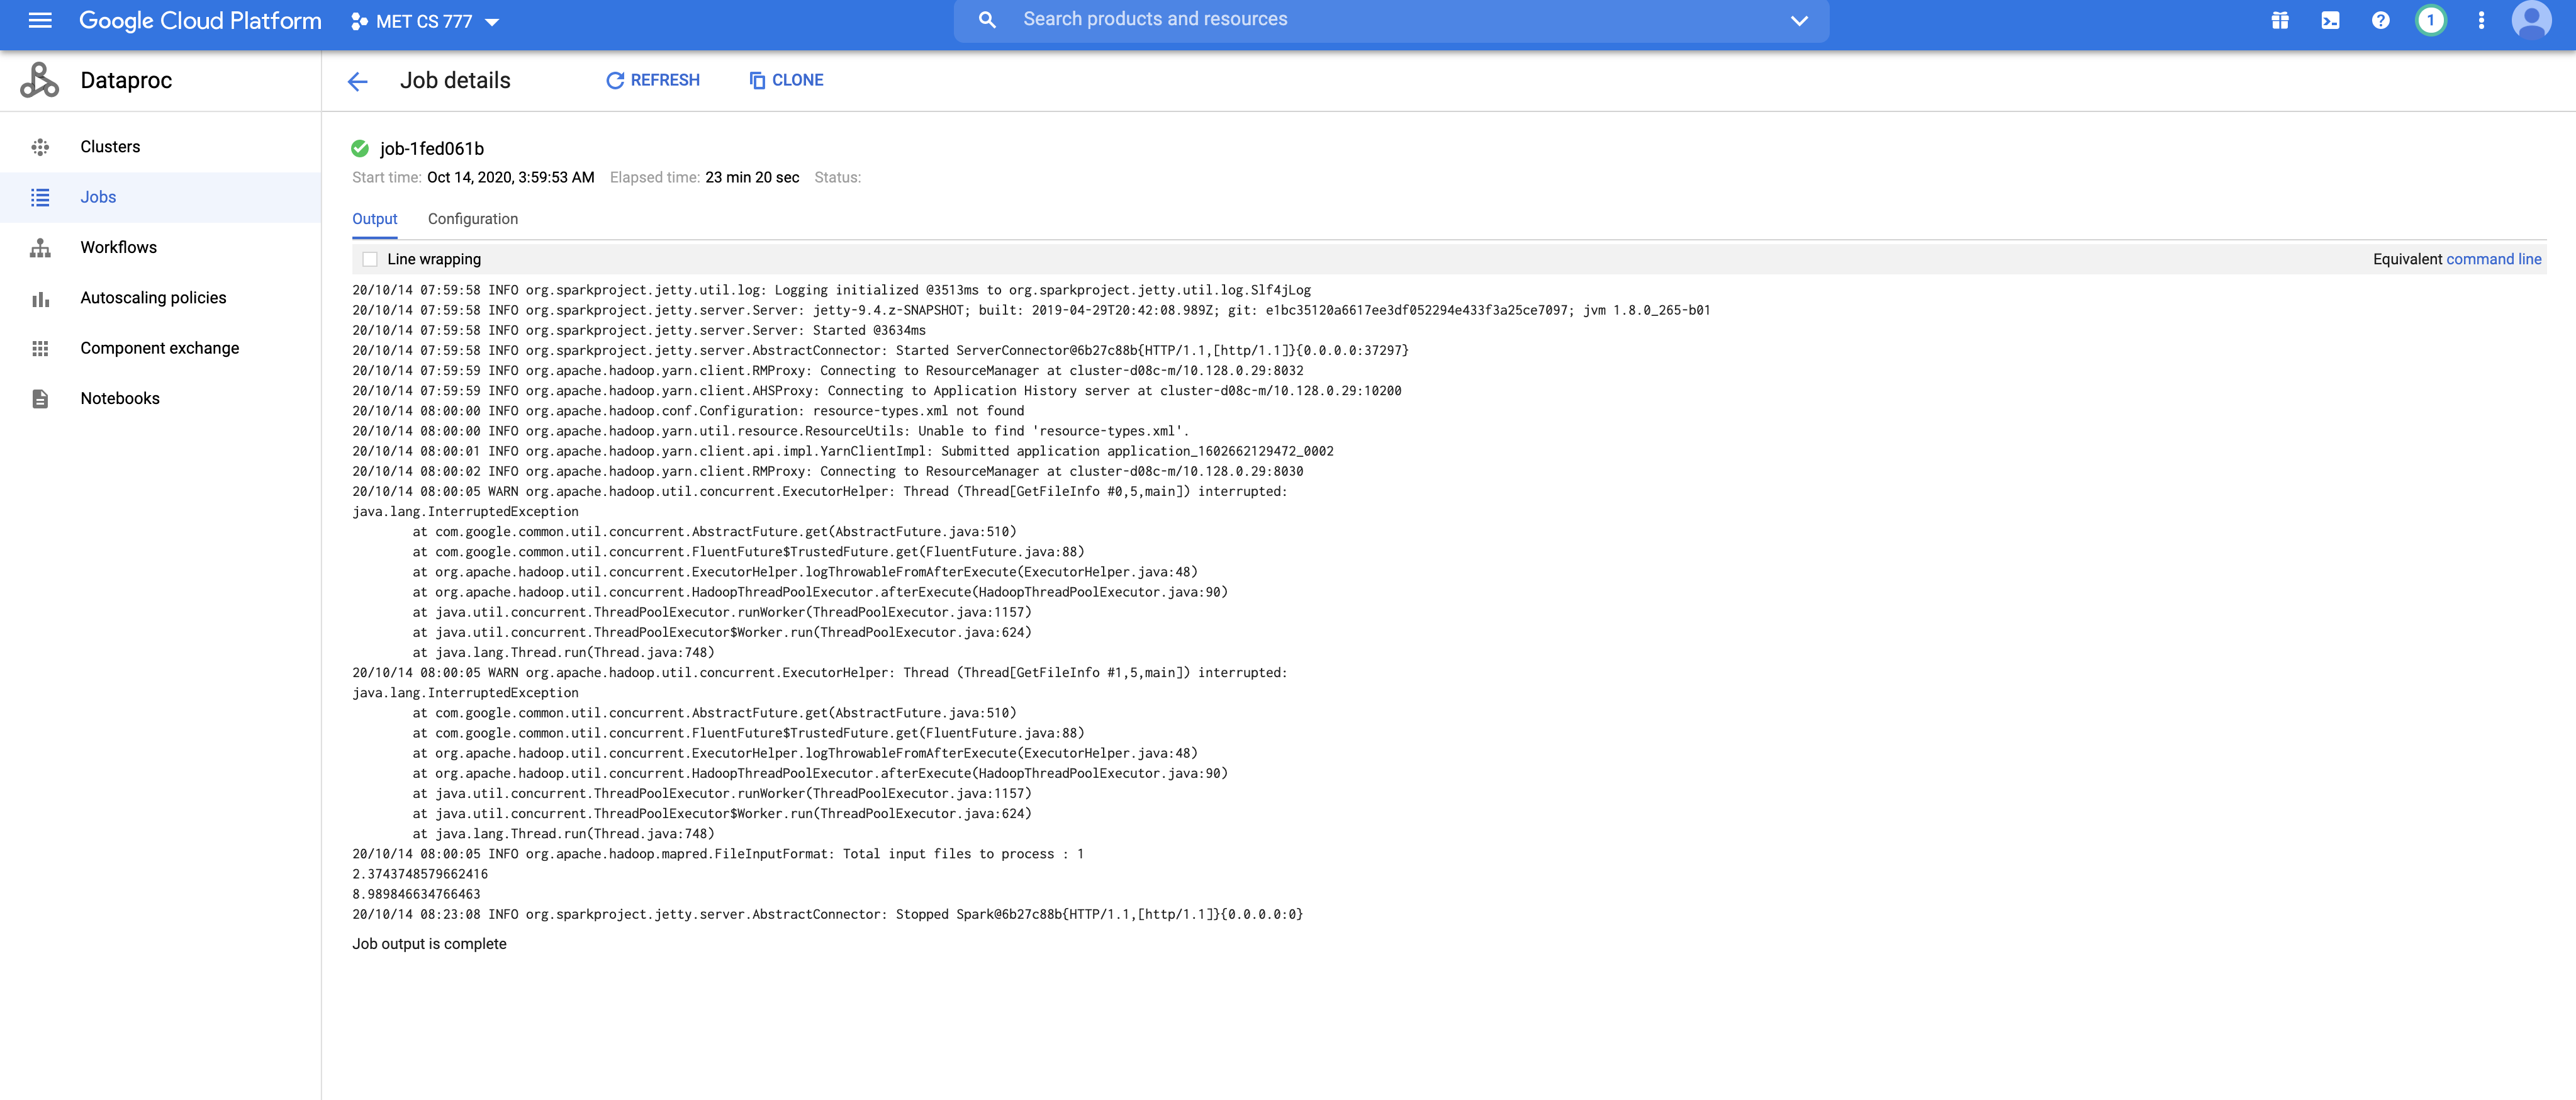 Google Cloud Platform MET CS 777 Search products and resources 1
Dataproc
Job details REFRESH CLONE
Clusters
Jobs
Workflows
Autoscaling policies
Component exchange
Notebooks
job-1fed061b
Start time: Oct 14, 2020, 3:59:53 AM Elapsed time: 23 min 20 sec Status:
Output Configuration
Line wrapping Equivalent command line
20/10/14 07:59:58 INFO org.sparkproject.jetty.util.log: Logging initialized @3513ms to org.sparkproject.jetty.util.log.Slf4jLog
20/10/14 07:59:58 INFO org.sparkproject.jetty.server.Server: jetty-9.4.z-SNAPSHOT; built: 2019-04-29T20:42:08.989Z; git: e1bc35120a6617ee3df052294e433f3a25ce7097; jvm 1.8.0_265-b01
20/10/14 07:59:58 INFO org.sparkproject.jetty.server.Server: Started @3634ms
20/10/14 07:59:58 INFO org.sparkproject.jetty.server.AbstractConnector: Started ServerConnector@6b27c88b{HTTP/1.1,[http/1.1]}{0.0.0.0:37297}
20/10/14 07:59:59 INFO org.apache.hadoop.yarn.client.RMProxy: Connecting to ResourceManager at cluster-d08c-m/10.128.0.29:8032
20/10/14 07:59:59 INFO org.apache.hadoop.yarn.client.AHSProxy: Connecting to Application History server at cluster-d08c-m/10.128.0.29:10200
20/10/14 08:00:00 INFO org.apache.hadoop.conf.Configuration: resource-types.xml not found
20/10/14 08:00:00 INFO org.apache.hadoop.yarn.util.resource.ResourceUtils: Unable to find 'resource-types.xml'.
20/10/14 08:00:01 INFO org.apache.hadoop.yarn.client.api.impl.YarnClientImpl: Submitted application application_1602662129472_0002
20/10/14 08:00:02 INFO org.apache.hadoop.yarn.client.RMProxy: Connecting to ResourceManager at cluster-d08c-m/10.128.0.29:8030
20/10/14 08:00:05 WARN org.apache.hadoop.util.concurrent.ExecutorHelper: Thread (Thread[GetFileInfo #0,5,main]) interrupted:
java.lang.InterruptedException
at com.google.common.util.concurrent.AbstractFuture.get(AbstractFuture.java:510)
at com.google.common.util.concurrent.FluentFuture$TrustedFuture.get(FluentFuture.java:88)
at org.apache.hadoop.util.concurrent.ExecutorHelper.logThrowableFromAfterExecute(ExecutorHelper.java:48)
at org.apache.hadoop.util.concurrent.HadoopThreadPoolExecutor.afterExecute(HadoopThreadPoolExecutor.java:90)
at java.util.concurrent.ThreadPoolExecutor.runWorker(ThreadPoolExecutor.java:1157)
at java.util.concurrent.ThreadPoolExecutor$Worker.run(ThreadPoolExecutor.java:624)
at java.lang.Thread.run(Thread.java:748)
20/10/14 08:00:05 WARN org.apache.hadoop.util.concurrent.ExecutorHelper: Thread (Thread[GetFileInfo #1,5,main]) interrupted:
java.lang.InterruptedException
at com.google.common.util.concurrent.AbstractFuture.get(AbstractFuture.java:510)
at com.google.common.util.concurrent.FluentFuture$TrustedFuture.get(FluentFuture.java:88)
at org.apache.hadoop.util.concurrent.ExecutorHelper.logThrowableFromAfterExecute(ExecutorHelper.java:48)
at org.apache.hadoop.util.concurrent.HadoopThreadPoolExecutor.afterExecute(HadoopThreadPoolExecutor.java:90)
at java.util.concurrent.ThreadPoolExecutor.runWorker(ThreadPoolExecutor.java:1157)
at java.util.concurrent.ThreadPoolExecutor$Worker.run(ThreadPoolExecutor.java:624)
at java.lang.Thread.run(Thread.java:748)
20/10/14 08:00:05 INFO org.apache.hadoop.mapred.FileInputFormat: Total input files to process : 1
2.3743748579662416
8.989846634766463
20/10/14 08:23:08 INFO org.sparkproject.jetty.server.AbstractConnector: Stopped Spark@6b27c88b{HTTP/1.1,[http/1.1]}{0.0.0.0:0}
Job output is complete